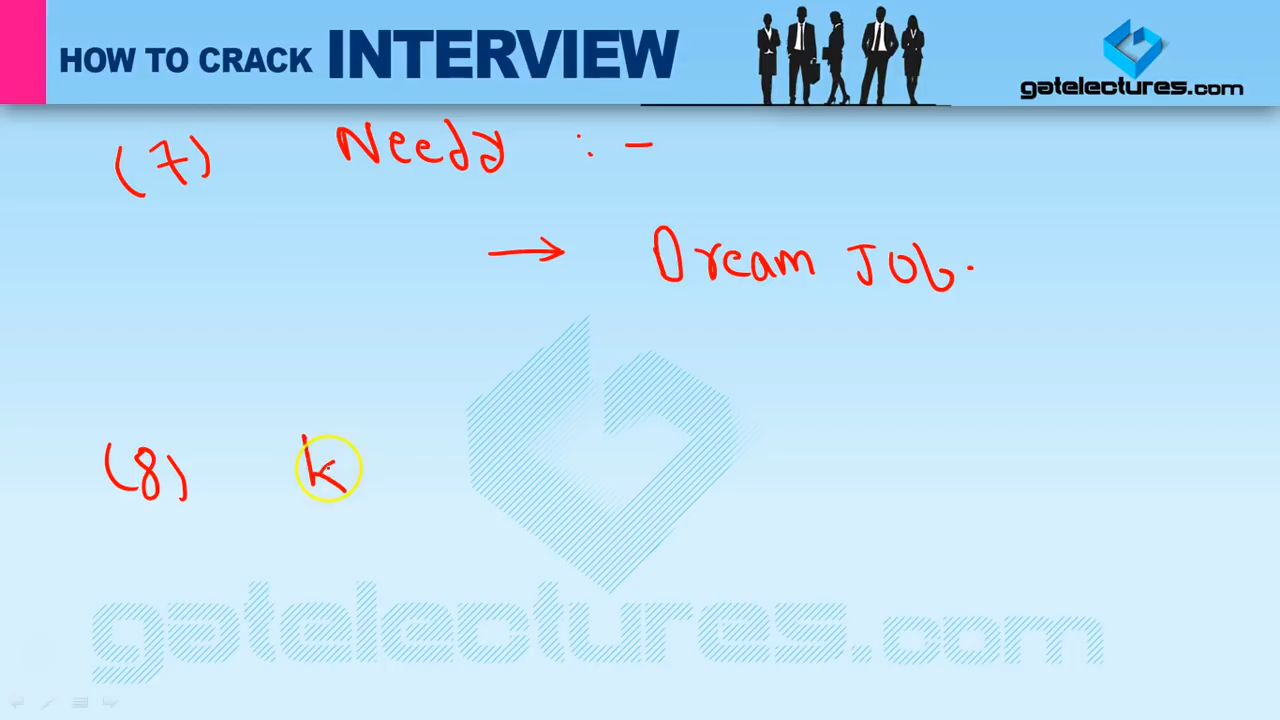 HOW TO CRACK INTERVIEW
gatelectures.com
(7) Needy :-
→ Dream Job.
(8) k
gatelectures.com